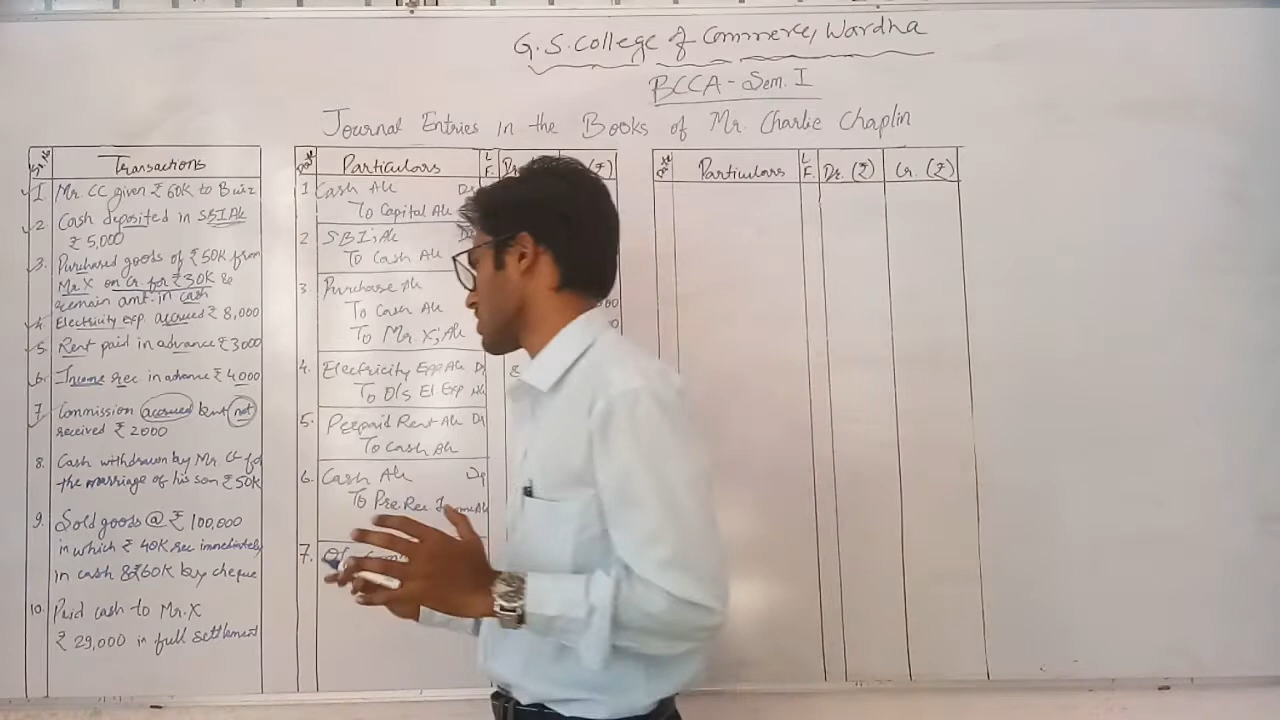 G.S. College of Commerce, Wardha
BCCA - Sem. I
Journal Entries in the Books of Mr. Charlie Chaplin
Sr. No Transactions
1 Mr. CC given ₹ 60K to Buiz
2 Cash deposited in SBI A/c
₹ 5,000
3. Purchased goods of ₹ 50K from
Mr. X on Cr. for ₹ 30K &
remain amt. in cash
4. Electricity exp. accrued ₹ 8,000
5. Rent paid in advance ₹ 3000
6. Income rec in advance ₹ 4000
7 Commission accrued but not
received ₹ 2000
8. Cash withdrawn by Mr. CC for
the marriage of his son ₹ 50K
9. Sold goods @ ₹ 100,000
in which ₹ 40K rec immediately
in cash & ₹ 60K by cheque
10. Paid cash to Mr. X
₹ 29,000 in full settlement
Date Particulars L F. (₹)
1 Cash A/c Dr
To Capital A/c
2 SBI's A/c
To Cash A/c
3 Purchase A/c
To Cash A/c
To Mr. X's A/c
4. Electricity Exp A/c D
To O/s El. Exp A/c
5. Prepaid Rent A/c Dr
To Cash A/c
6. Cash A/c Dr
To Pre. Rec Income A/c
7.
Date Particulars L F. Dr. (₹) Cr. (₹)